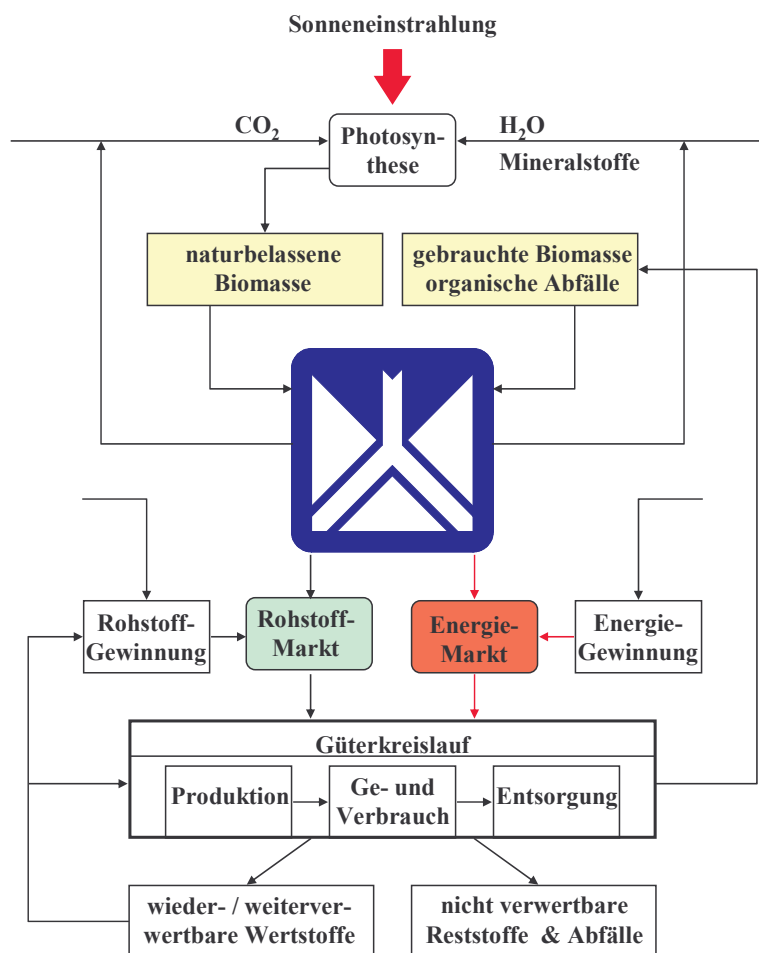 Sonneneinstrahlung
CO₂
Photosyn-
these
H₂O
Mineralstoffe
naturbelassene
Biomasse
gebrauchte Biomasse
organische Abfälle
Rohstoff-
Gewinnung
Rohstoff-
Markt
Energie-
Markt
Energie-
Gewinnung
Güterkreislauf
Produktion
Ge- und
Verbrauch
Entsorgung
wieder- / weiterver-
wertbare Wertstoffe
nicht verwertbare
Reststoffe & Abfälle